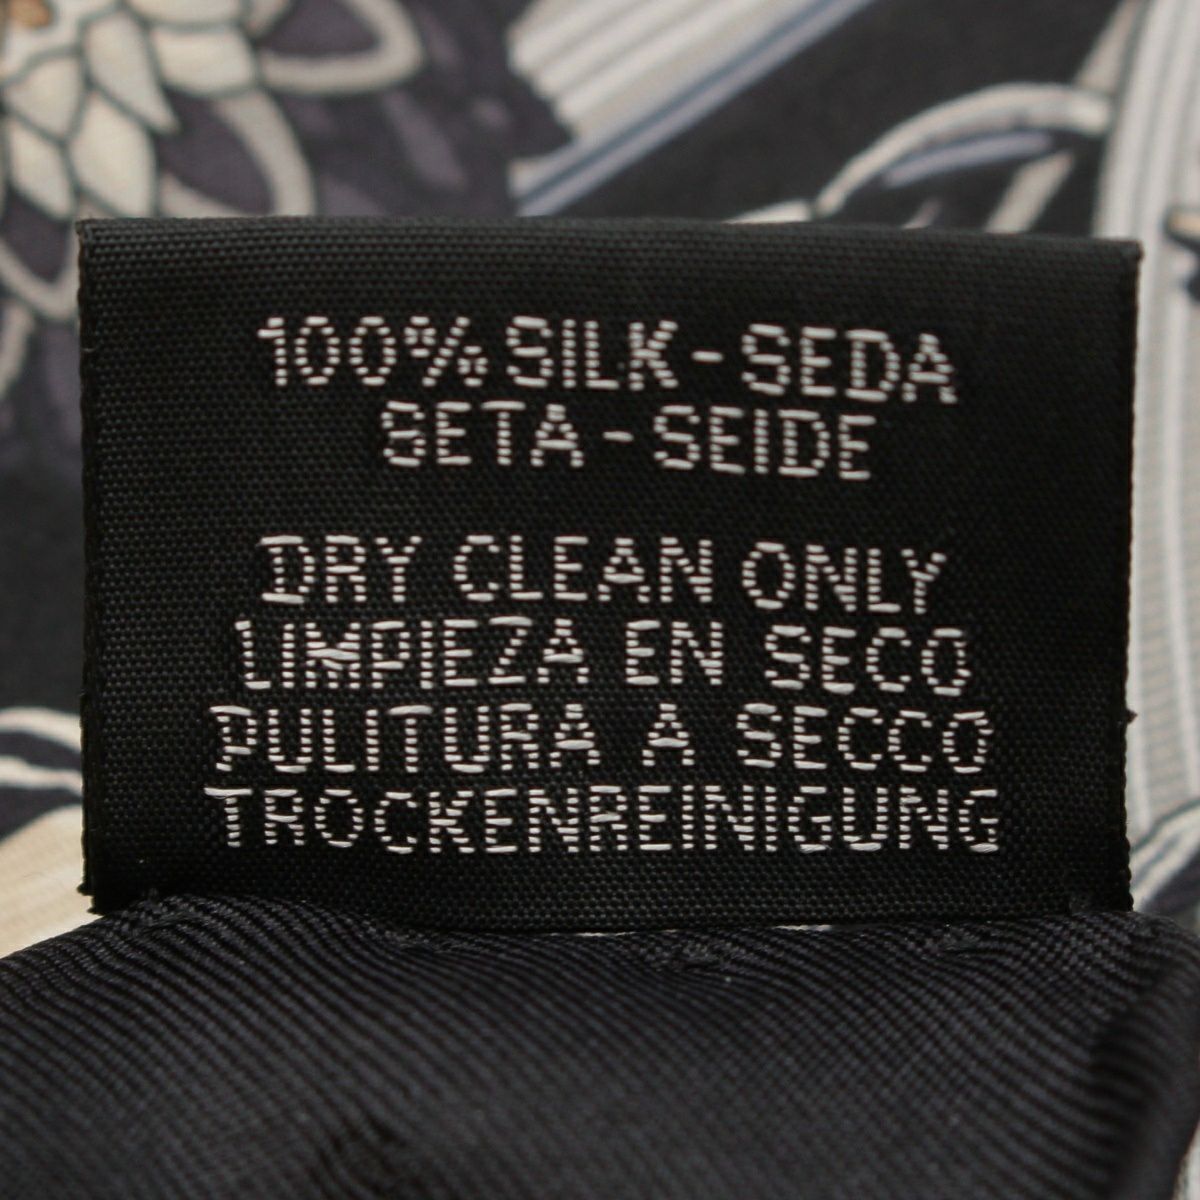 100% SILK - SEDA
SETA - SEIDE
DRY CLEAN ONLY
LIMPIEZA EN SECO
PULITURA A SECCO
TROCKENREINIGUNG